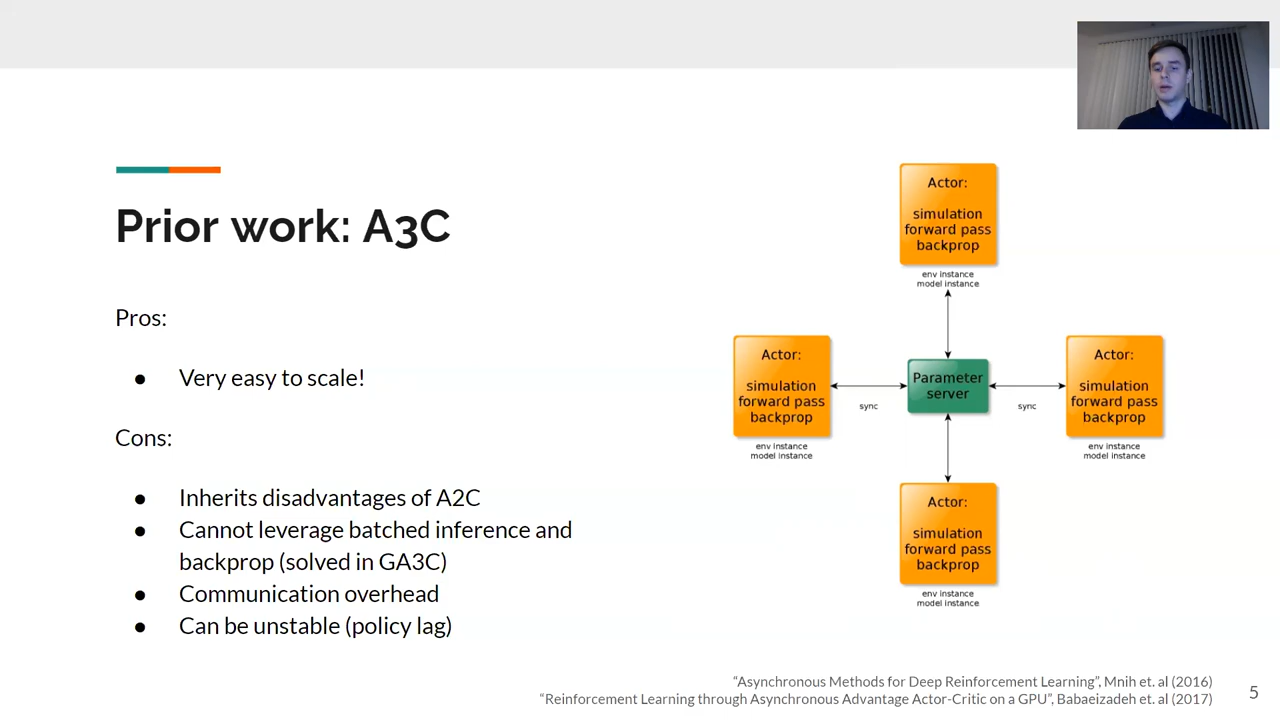 Prior work: A3C
Pros:
● Very easy to scale!
Cons:
● Inherits disadvantages of A2C
● Cannot leverage batched inference and
backprop (solved in GA3C)
● Communication overhead
● Can be unstable (policy lag)
Actor:
simulation
forward pass
backprop
env instance
model instance
Actor:
simulation
forward pass
backprop
env instance
model instance
sync
Parameter
server
sync
Actor:
simulation
forward pass
backprop
env instance
model instance
Actor:
simulation
forward pass
backprop
env instance
model instance
“Asynchronous Methods for Deep Reinforcement Learning”, Mnih et. al (2016)
“Reinforcement Learning through Asynchronous Advantage Actor-Critic on a GPU”, Babaeizadeh et. al (2017)
5